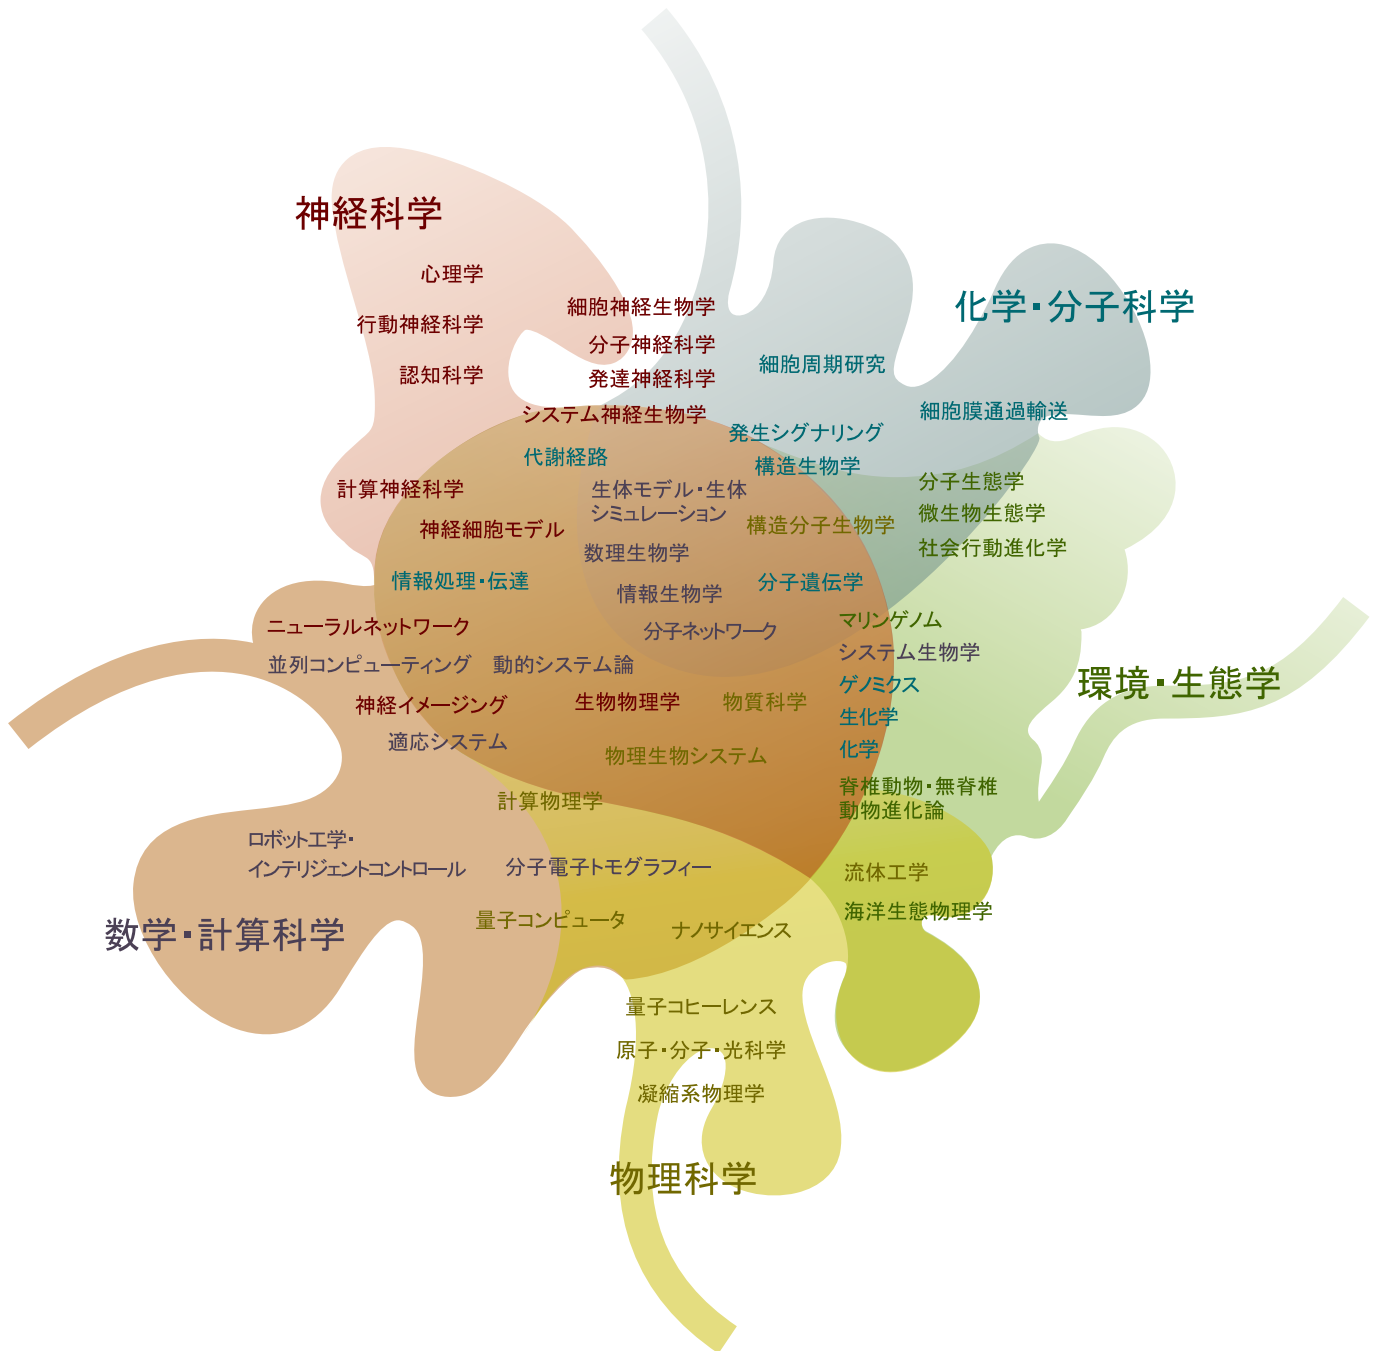 神経科学
心理学
行動神経科学
認知科学
細胞神経生物学
分子神経科学
発達神経科学
システム神経生物学
化学・分子科学
細胞周期研究
細胞膜通過輸送
発生シグナリング
構造生物学
代謝経路
計算神経科学
神経細胞モデル
生体モデル・生体
シミュレーション
構造分子生物学
数理生物学
情報処理・伝達
情報生物学
分子遺伝学
分子ネットワーク
分子生態学
微生物生態学
社会行動進化学
ニューラルネットワーク
並列コンピューティング
動的システム論
神経イメージング
生物物理学
物質科学
適応システム
物理生物システム
マリンゲノム
システム生物学
ゲノミクス
生化学
化学
環境・生態学
脊椎動物・無脊椎
動物進化論
計算物理学
ロボット工学・
インテリジェントコントロール
分子電子トモグラフィー
流体工学
海洋生態物理学
数学・計算科学
量子コンピュータ
ナノサイエンス
量子コヒーレンス
原子・分子・光科学
凝縮系物理学
物理科学